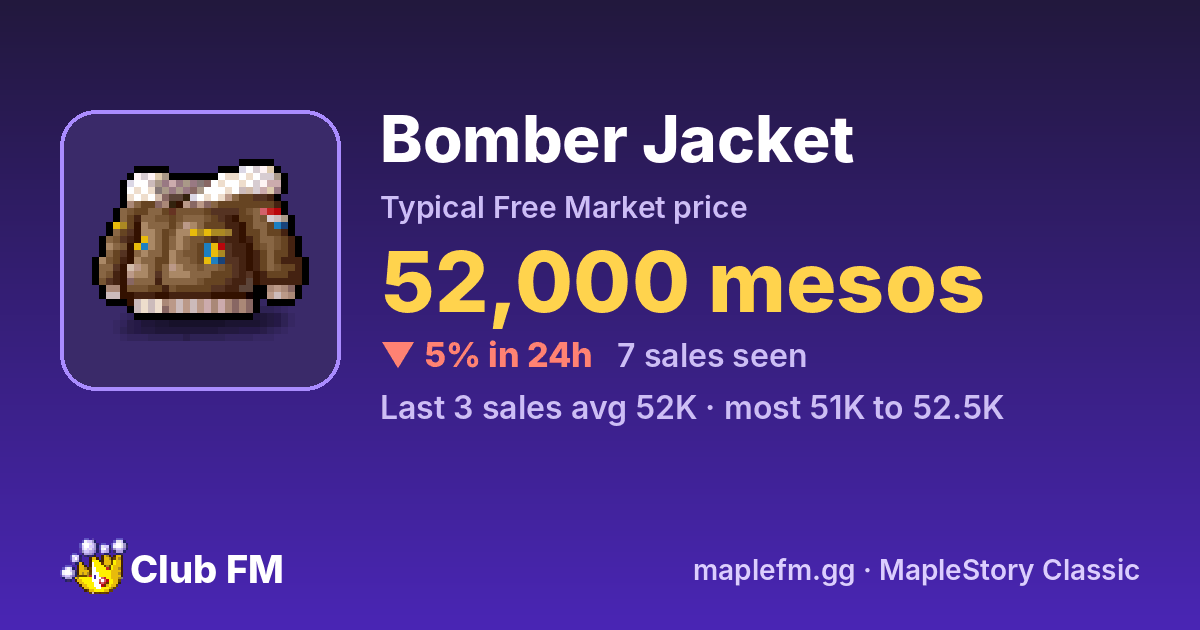 Bomber Jacket
Typical Free Market price
52,000 mesos
▼ 5% in 24h 7 sales seen
Last 3 sales avg 52K · most 51K to 52.5K
Club FM
maplefm.gg · MapleStory Classic